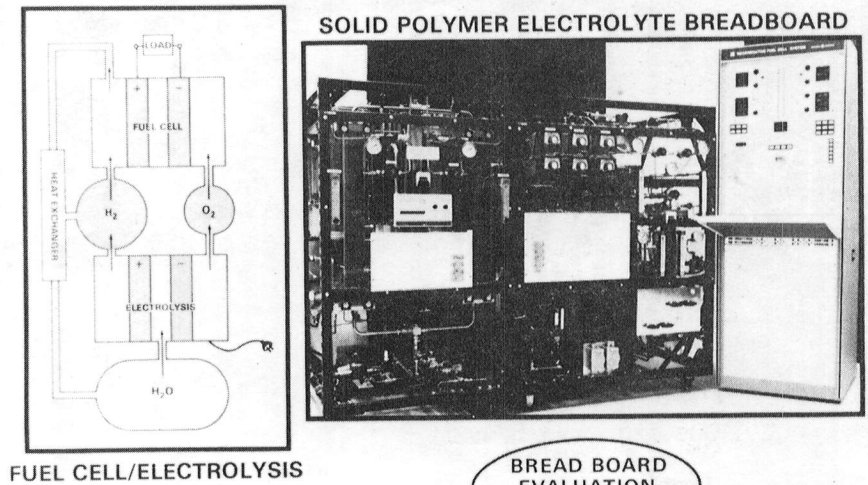 SOLID POLYMER ELECTROLYTE BREADBOARD
LOAD
+ −
FUEL CELL
HEAT EXCHANGER
H₂
O₂
+ −
ELECTROLYSIS
H₂O
FUEL CELL/ELECTROLYSIS
BREAD BOARD
EVALUATION